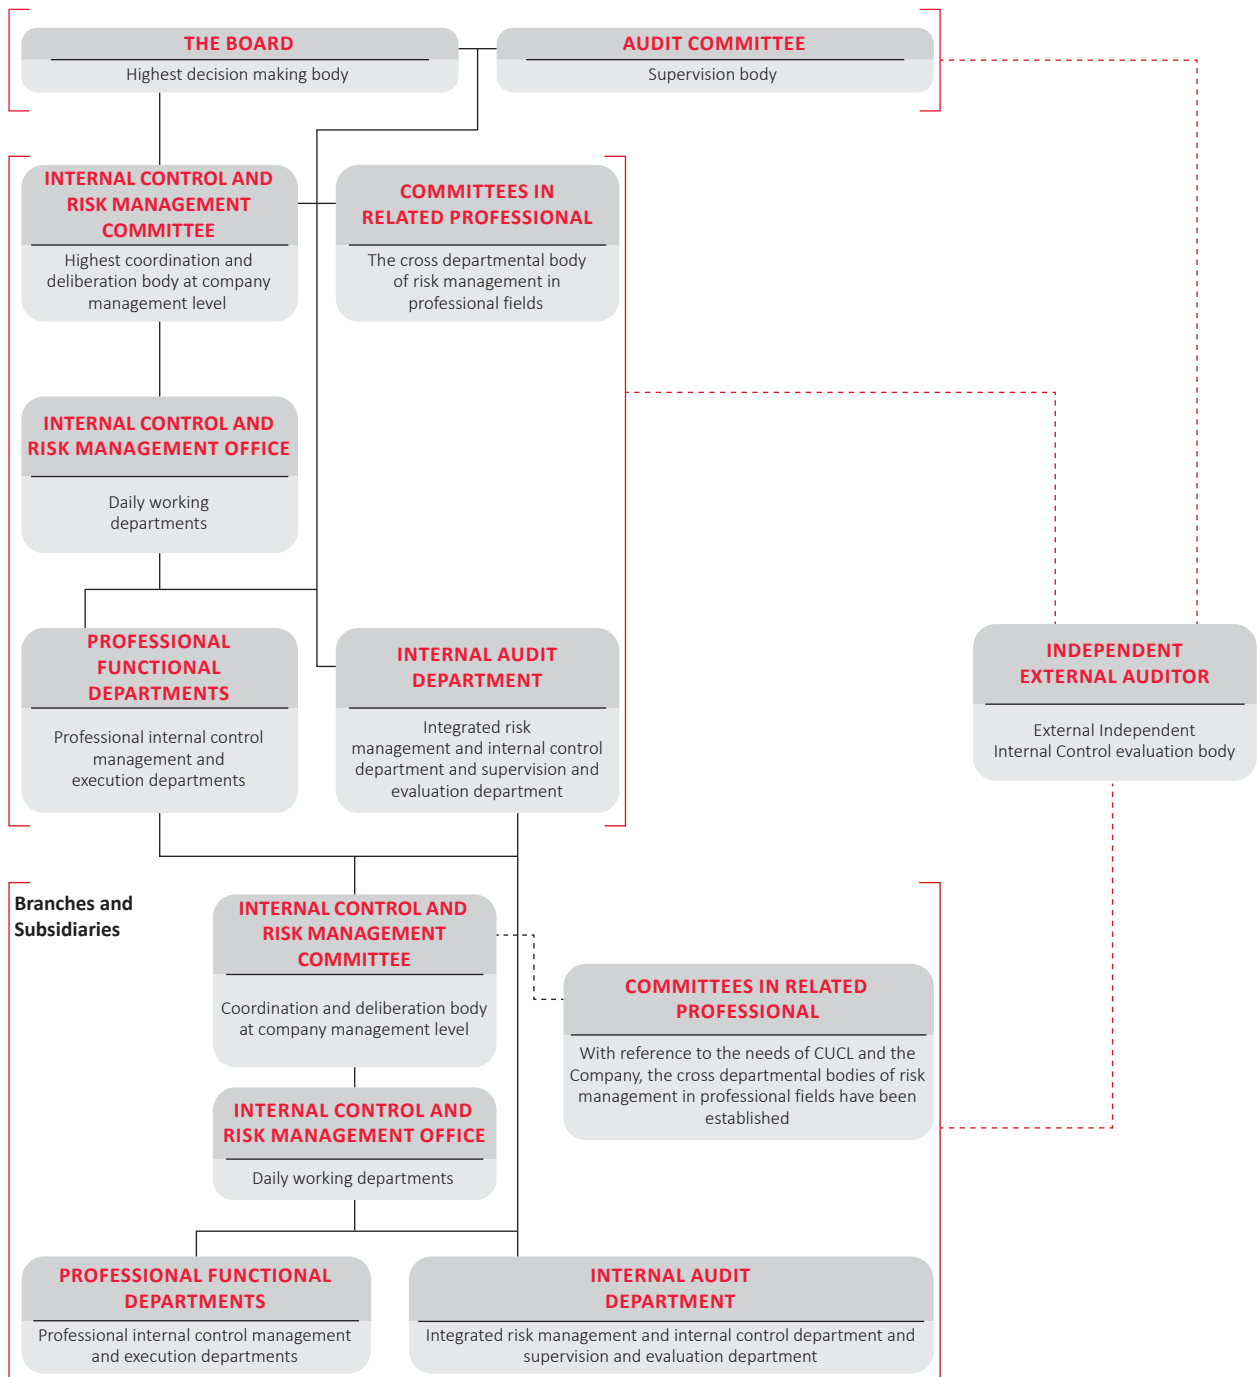 THE BOARD
Highest decision making body
AUDIT COMMITTEE
Supervision body
INTERNAL CONTROL AND
RISK MANAGEMENT
COMMITTEE
Highest coordination and
deliberation body at company
management level
COMMITTEES IN
RELATED PROFESSIONAL
The cross departmental body
of risk management in
professional fields
INTERNAL CONTROL AND
RISK MANAGEMENT OFFICE
Daily working
departments
PROFESSIONAL
FUNCTIONAL
DEPARTMENTS
Professional internal control
management and
execution departments
INTERNAL AUDIT
DEPARTMENT
Integrated risk
management and internal control
department and supervision and
evaluation department
INDEPENDENT
EXTERNAL AUDITOR
External Independent
Internal Control evaluation body
Branches and
Subsidiaries
INTERNAL CONTROL AND
RISK MANAGEMENT
COMMITTEE
Coordination and deliberation body
at company management level
COMMITTEES IN RELATED
PROFESSIONAL
With reference to the needs of CUCL and the
Company, the cross departmental bodies of risk
management in professional fields have been
established
INTERNAL CONTROL AND
RISK MANAGEMENT OFFICE
Daily working departments
PROFESSIONAL FUNCTIONAL
DEPARTMENTS
Professional internal control management
and execution departments
INTERNAL AUDIT
DEPARTMENT
Integrated risk management and internal control department and
supervision and evaluation department